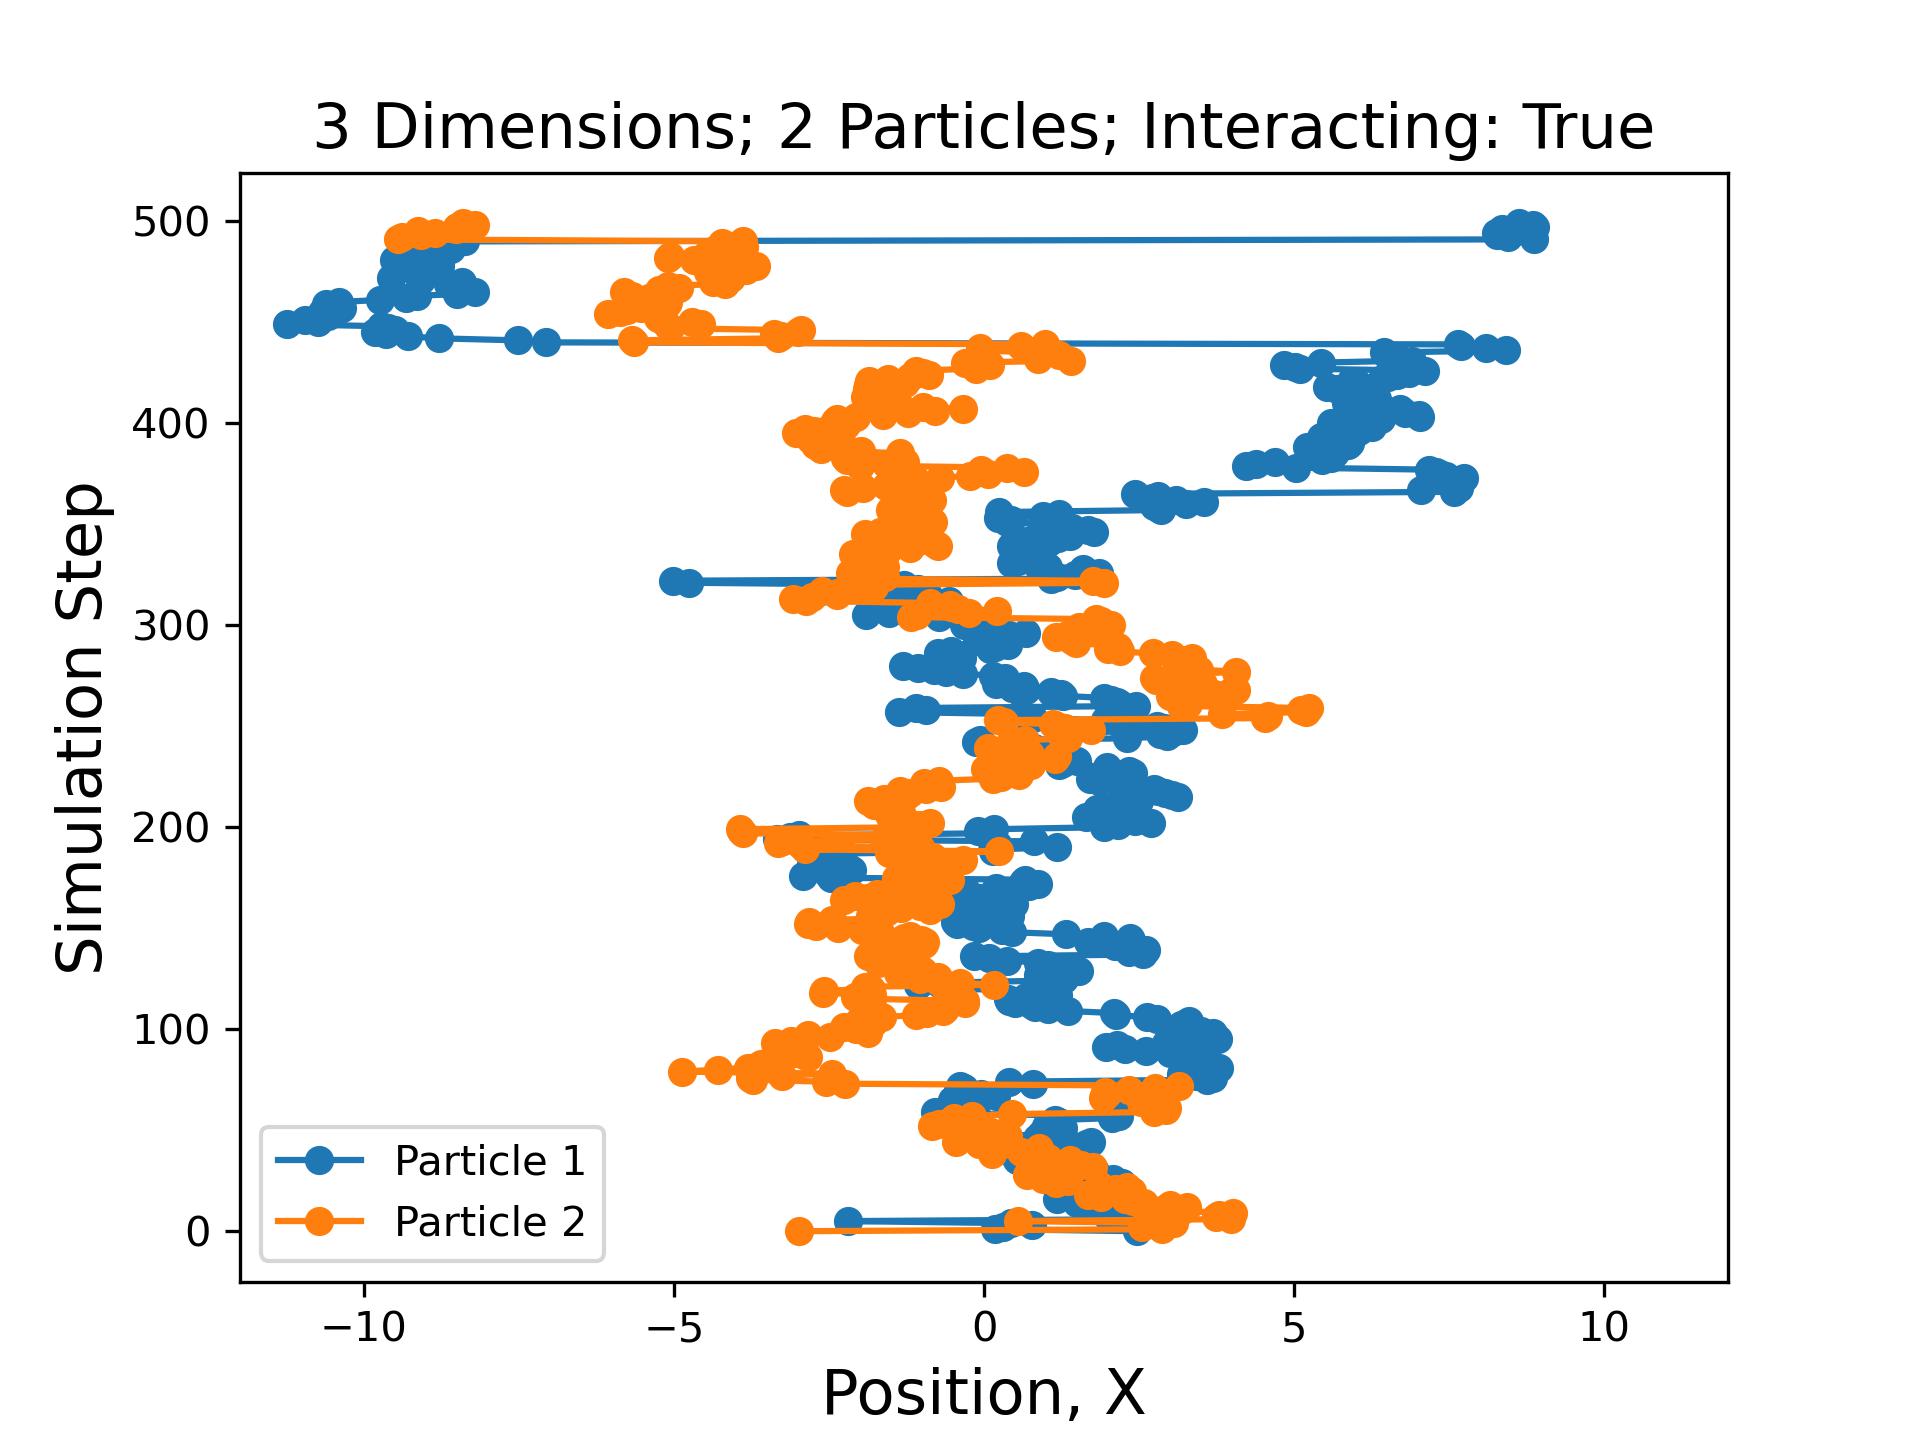 3 Dimensions; 2 Particles; Interacting: True
Simulation Step
500
400
300
200
100
0
Particle 1
Particle 2
−10
−5
0
5
10
Position, X